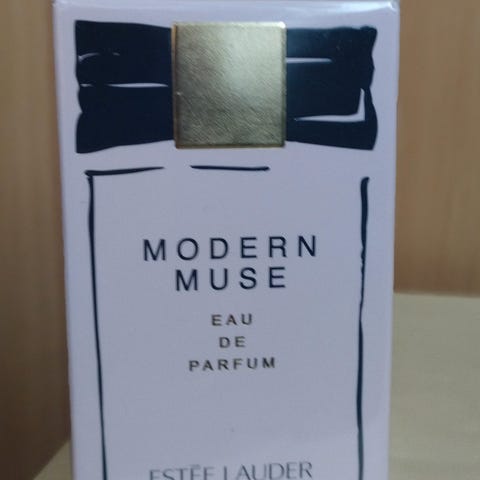 MODERN
MUSE
EAU
DE
PARFUM
ESTĒE LAUDER